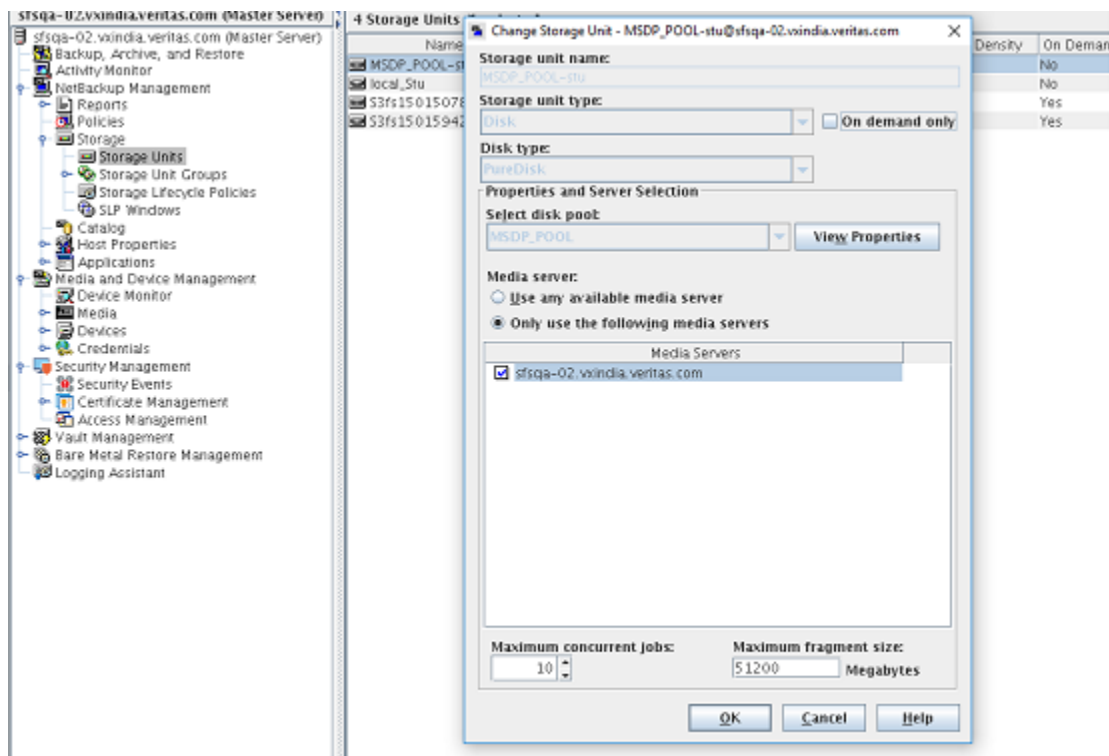 sfsqa-02.vxindia.veritas.com (Master Server)
sfsqa-02.vxindia.veritas.com (Master Server)
Backup, Archive, and Restore
Activity Monitor
NetBackup Management
Reports
Policies
Storage
Storage Units
Storage Unit Groups
Storage Lifecycle Policies
SLP Windows
Catalog
Host Properties
Applications
Media and Device Management
Device Monitor
Media
Devices
Credentials
Security Management
Security Events
Certificate Management
Access Management
Vault Management
Bare Metal Restore Management
Logging Assistant
4 Storage Units
Name
Density
On Deman
MSDP_POOL-st
No
local_Stu
No
S3fs15015078
Yes
S3fs15015942
Yes
Change Storage Unit - MSDP_POOL-stu@sfsqa-02.vxindia.veritas.com
Storage unit name:
MSDP_POOL-stu
Storage unit type:
Disk
On demand only
Disk type:
PureDisk
Properties and Server Selection
Select disk pool:
MSDP_POOL
View Properties
Media server:
Use any available media server
Only use the following media servers
Media Servers
sfsqa-02.vxindia.veritas.com
Maximum concurrent jobs:
Maximum fragment size:
10
51200
Megabytes
OK
Cancel
Help